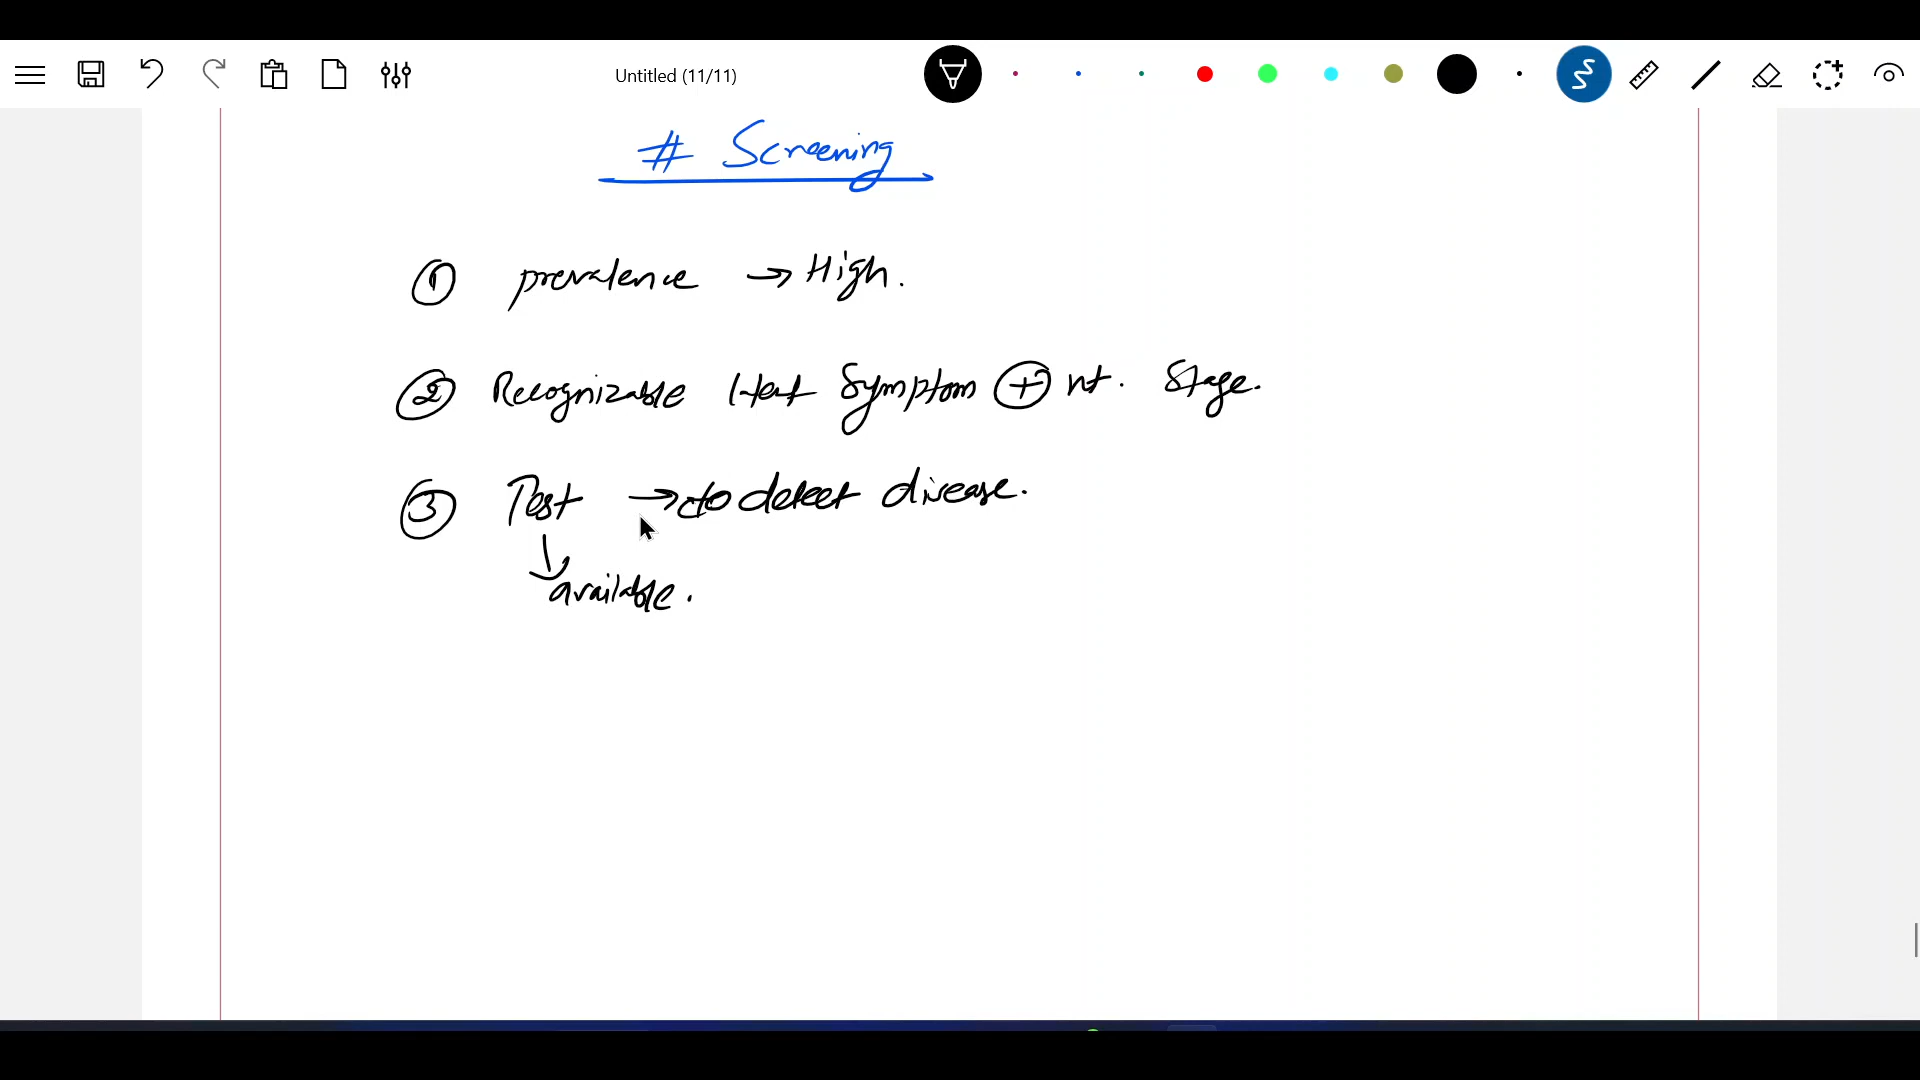 Untitled (11/11)
# Screening
① prevalence → High.
② Recognizable latent Symptom ⊕ nt. Stage.
③ Test → to detect disease.
↓
available.